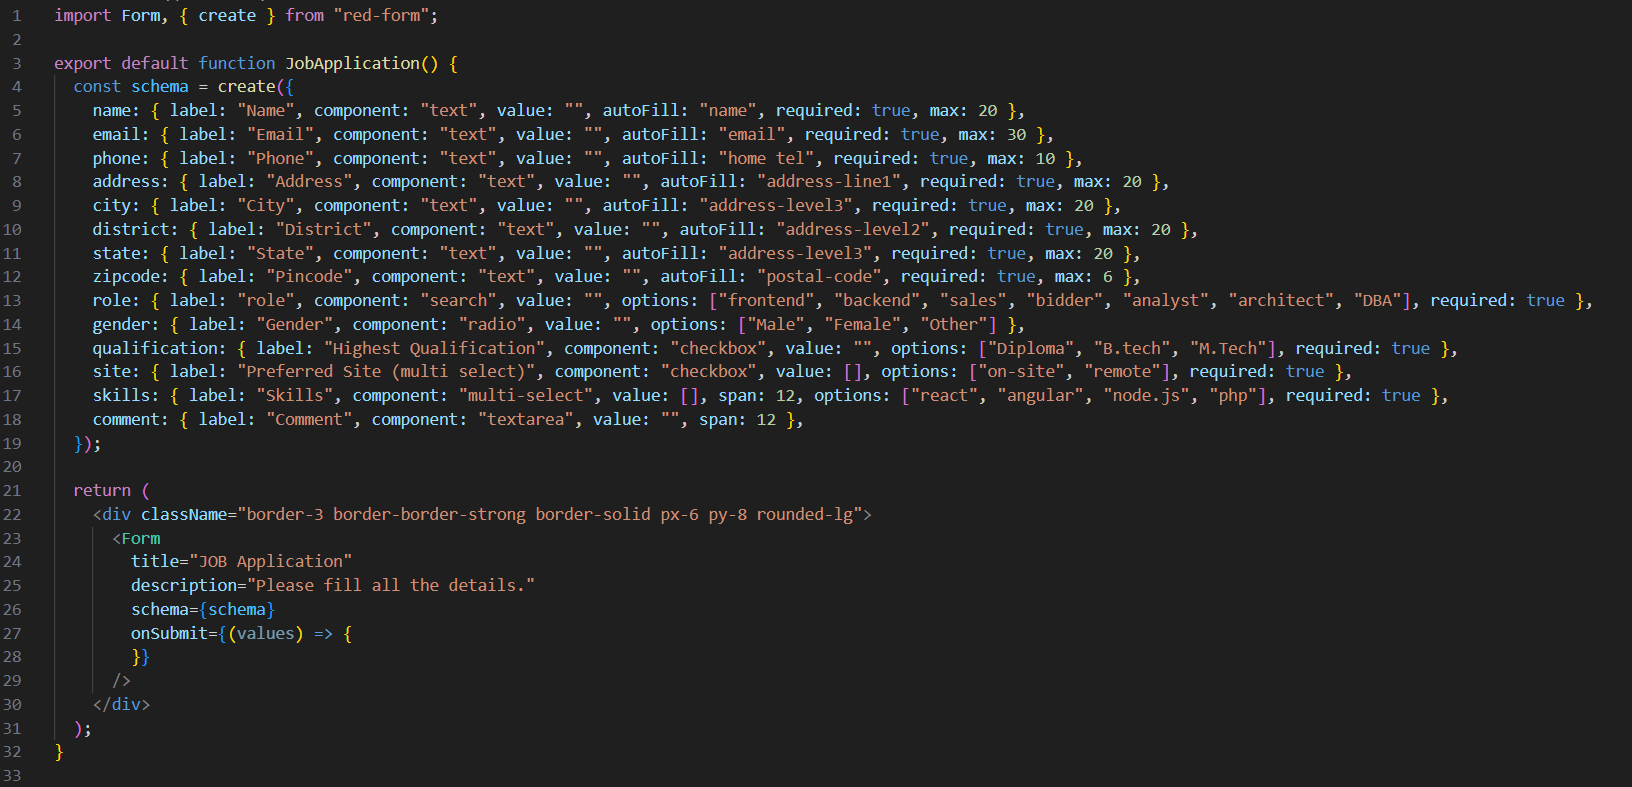 1 import Form, { create } from "red-form";
2
3 export default function JobApplication() {
4 const schema = create({
5 name: { label: "Name", component: "text", value: "", autoFill: "name", required: true, max: 20 },
6 email: { label: "Email", component: "text", value: "", autoFill: "email", required: true, max: 30 },
7 phone: { label: "Phone", component: "text", value: "", autoFill: "home tel", required: true, max: 10 },
8 address: { label: "Address", component: "text", value: "", autoFill: "address-line1", required: true, max: 20 },
9 city: { label: "City", component: "text", value: "", autoFill: "address-level3", required: true, max: 20 },
10 district: { label: "District", component: "text", value: "", autoFill: "address-level2", required: true, max: 20 },
11 state: { label: "State", component: "text", value: "", autoFill: "address-level3", required: true, max: 20 },
12 zipcode: { label: "Pincode", component: "text", value: "", autoFill: "postal-code", required: true, max: 6 },
13 role: { label: "role", component: "search", value: "", options: ["frontend", "backend", "sales", "bidder", "analyst", "architect", "DBA"], required: true },
14 gender: { label: "Gender", component: "radio", value: "", options: ["Male", "Female", "Other"] },
15 qualification: { label: "Highest Qualification", component: "checkbox", value: "", options: ["Diploma", "B.tech", "M.Tech"], required: true },
16 site: { label: "Preferred Site (multi select)", component: "checkbox", value: [], options: ["on-site", "remote"], required: true },
17 skills: { label: "Skills", component: "multi-select", value: [], span: 12, options: ["react", "angular", "node.js", "php"], required: true },
18 comment: { label: "Comment", component: "textarea", value: "", span: 12 },
19 });
20
21 return (
22 <div className="border-3 border-border-strong border-solid px-6 py-8 rounded-lg">
23 <Form
24 title="JOB Application"
25 description="Please fill all the details."
26 schema={schema}
27 onSubmit={(values) => {
28 }}
29 />
30 </div>
31 );
32 }
33